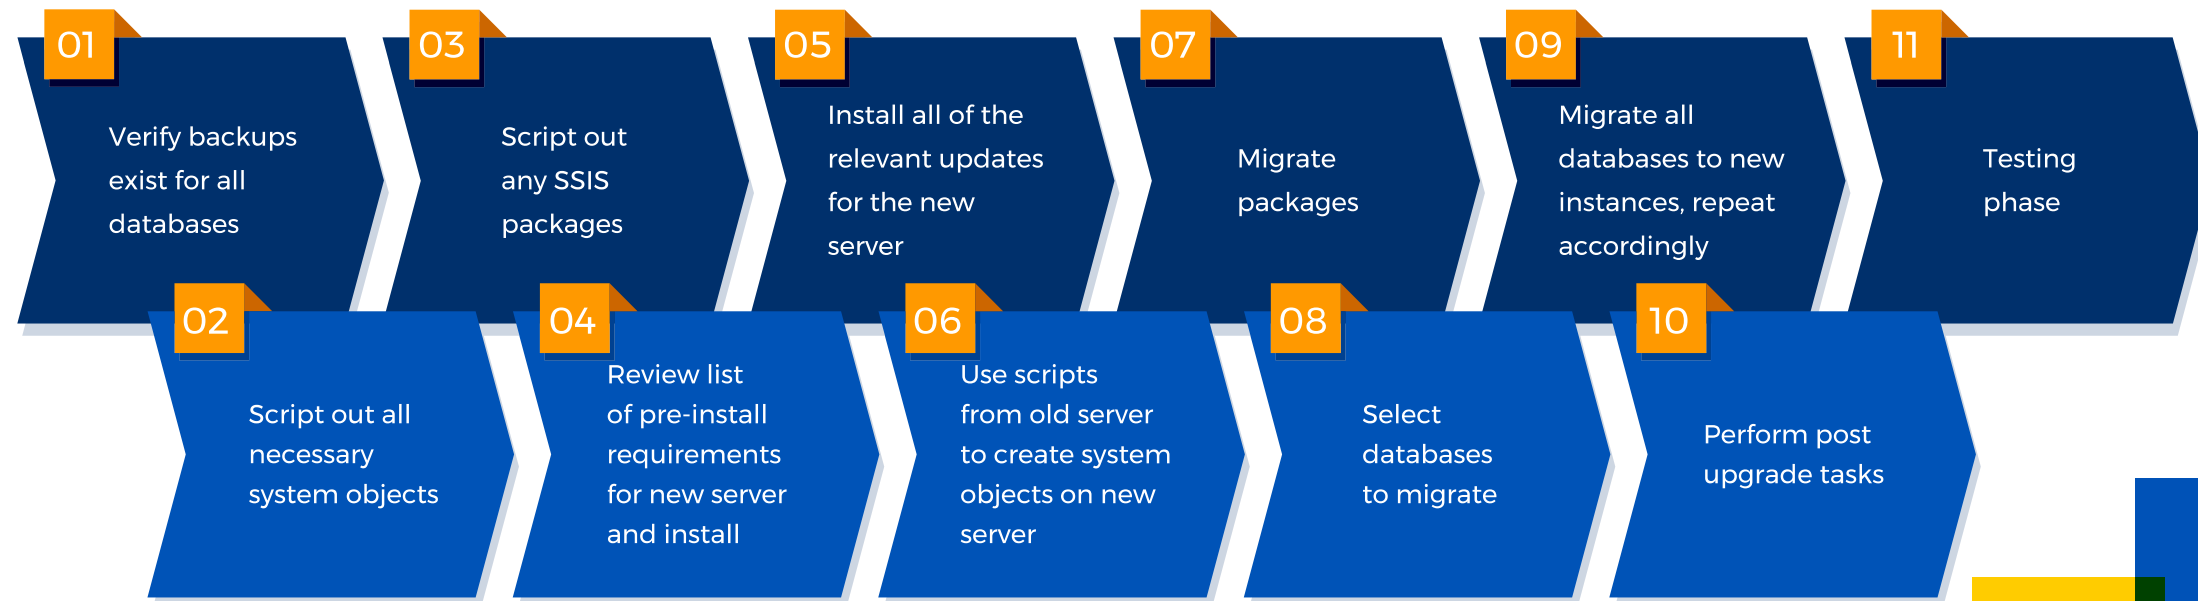 01
Verify backups
exist for all
databases
02
Script out all
necessary
system objects
03
Script out
any SSIS
packages
04
Review list
of pre-install
requirements
for new server
and install
05
Install all of the
relevant updates
for the new
server
06
Use scripts
from old server
to create system
objects on new
server
07
Migrate
packages
08
Select
databases
to migrate
09
Migrate all
databases to new
instances, repeat
accordingly
10
Perform post
upgrade tasks
11
Testing
phase